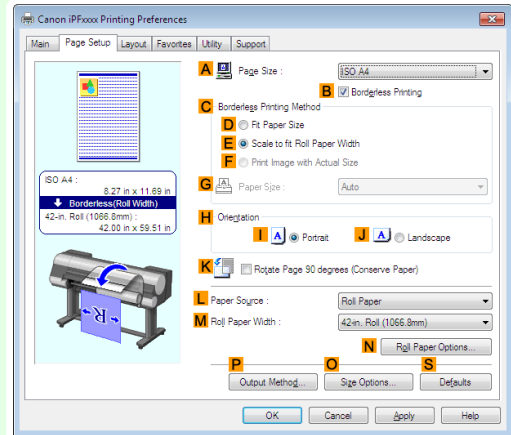 Canon iPFxxxx Printing Preferences
Main Page Setup Layout Favorites Utility Support
A Page Size : ISO A4
B Borderless Printing
C Borderless Printing Method
D Fit Paper Size
E Scale to fit Roll Paper Width
F Print Image with Actual Size
G Paper Size : Auto
H Orientation
I A Portrait J A Landscape
K Rotate Page 90 degrees (Conserve Paper)
L Paper Source : Roll Paper
M Roll Paper Width : 42-in. Roll (1066.8mm)
N Roll Paper Options...
P O S
Output Method... Size Options... Defaults
ISO A4 :
8.27 in x 11.69 in
Borderless(Roll Width)
42-in. Roll (1066.8mm) :
42.00 in x 59.51 in
R
OK Cancel Apply Help